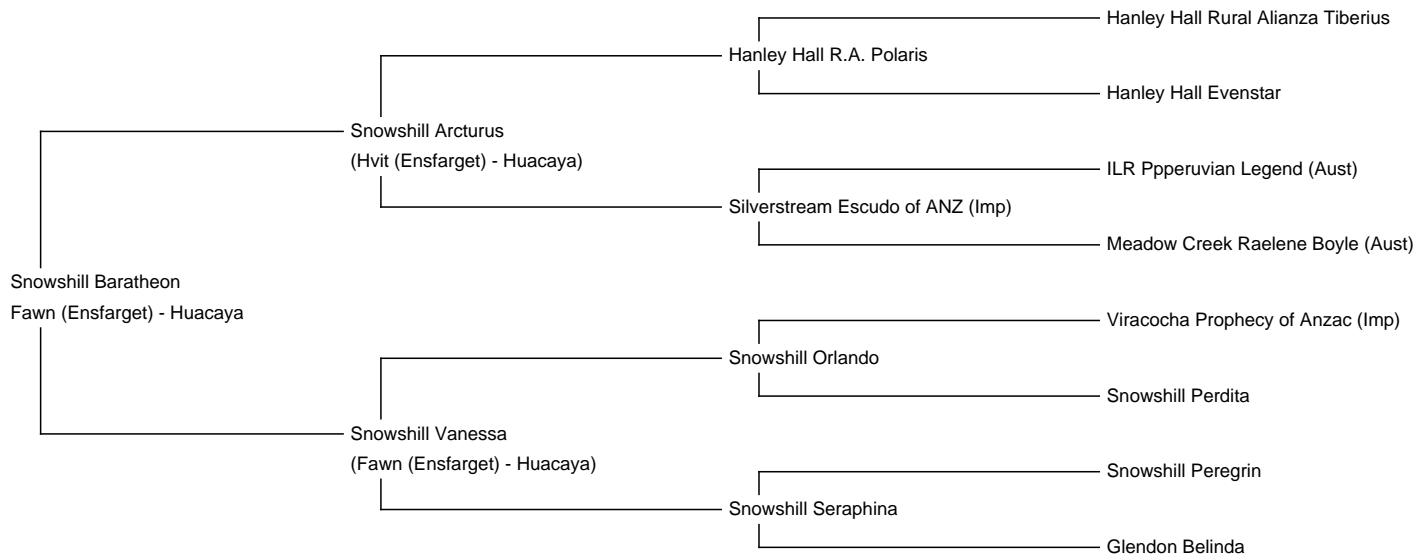 Hanley Hall Rural Alianza Tiberius
Hanley Hall R.A. Polaris
Hanley Hall Evenstar
Snowshill Arcturus
(Hvit (Ensfarget) - Huacaya)
ILR Ppperuvian Legend (Aust)
Silverstream Escudo of ANZ (Imp)
Meadow Creek Raelene Boyle (Aust)
Snowshill Baratheon
Fawn (Ensfarget) - Huacaya
Viracocha Prophecy of Anzac (Imp)
Snowshill Orlando
Snowshill Perdita
Snowshill Vanessa
(Fawn (Ensfarget) - Huacaya)
Snowshill Peregrin
Snowshill Seraphina
Glendon Belinda